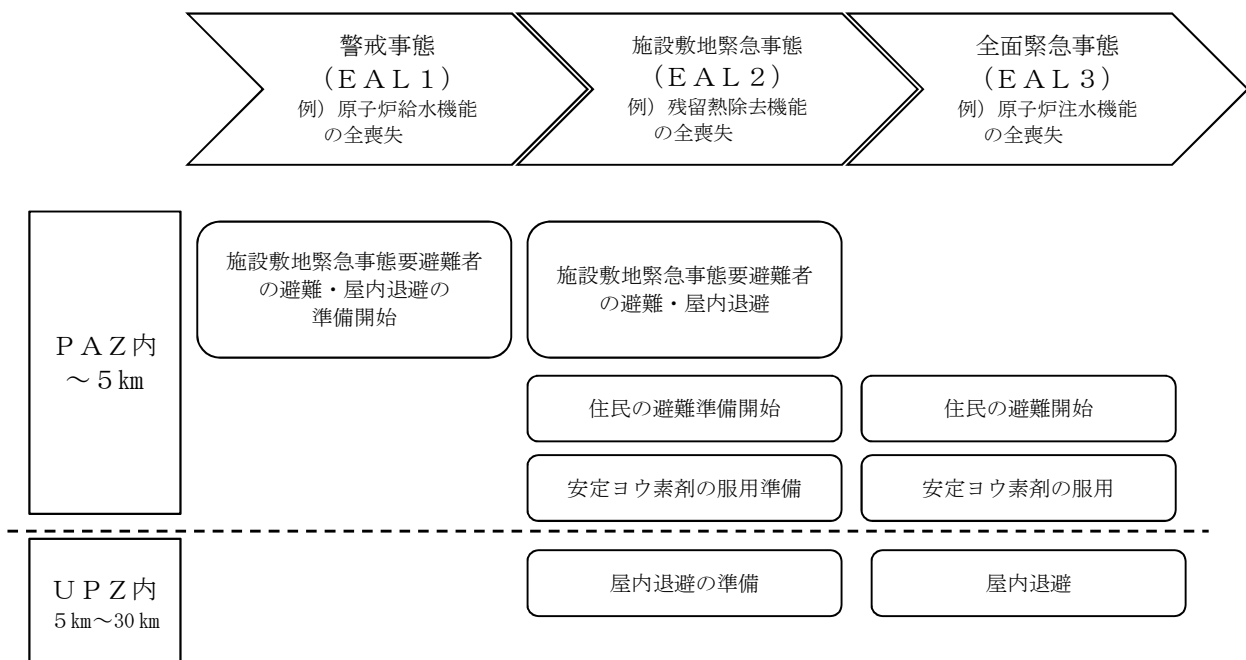 警戒事態
(ＥＡＬ１)
例）原子炉給水機能
の全喪失
施設敷地緊急事態
(ＥＡＬ２)
例）残留熱除去機能
の全喪失
全面緊急事態
(ＥＡＬ３)
例）原子炉注水機能
の全喪失
ＰＡＺ内
～５㎞
施設敷地緊急事態要避難者
の避難・屋内退避の
準備開始
施設敷地緊急事態要避難者
の避難・屋内退避
住民の避難準備開始
住民の避難開始
安定ヨウ素剤の服用準備
安定ヨウ素剤の服用
ＵＰＺ内
５㎞～30㎞
屋内退避の準備
屋内退避